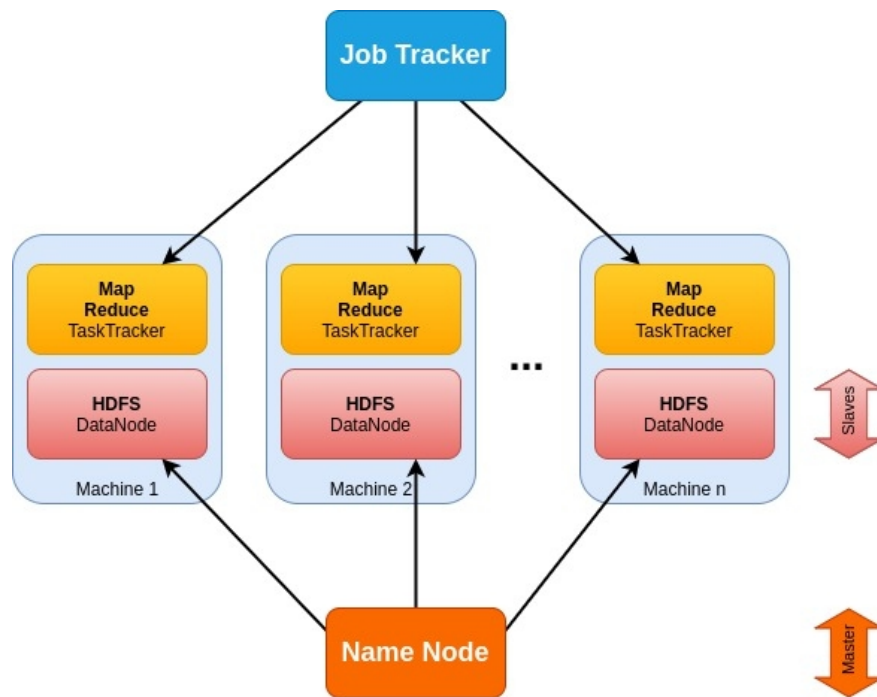 Job Tracker
Map
Reduce
TaskTracker
HDFS
DataNode
Machine 1
Map
Reduce
TaskTracker
HDFS
DataNode
Machine 2
...
Map
Reduce
TaskTracker
HDFS
DataNode
Machine n
Slaves
Name Node
Master